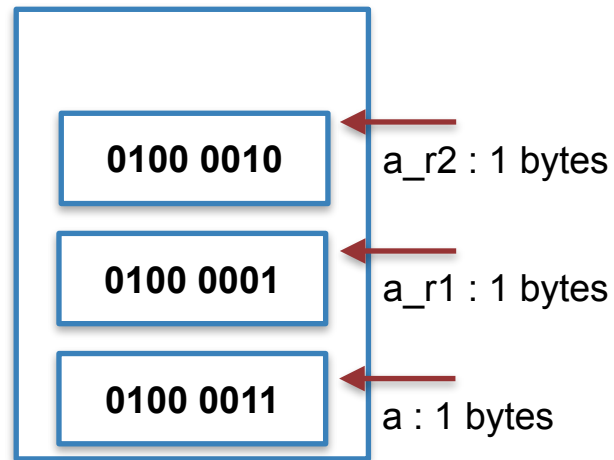 0100 0010
a_r2 : 1 bytes
0100 0001
a_r1 : 1 bytes
0100 0011
a : 1 bytes